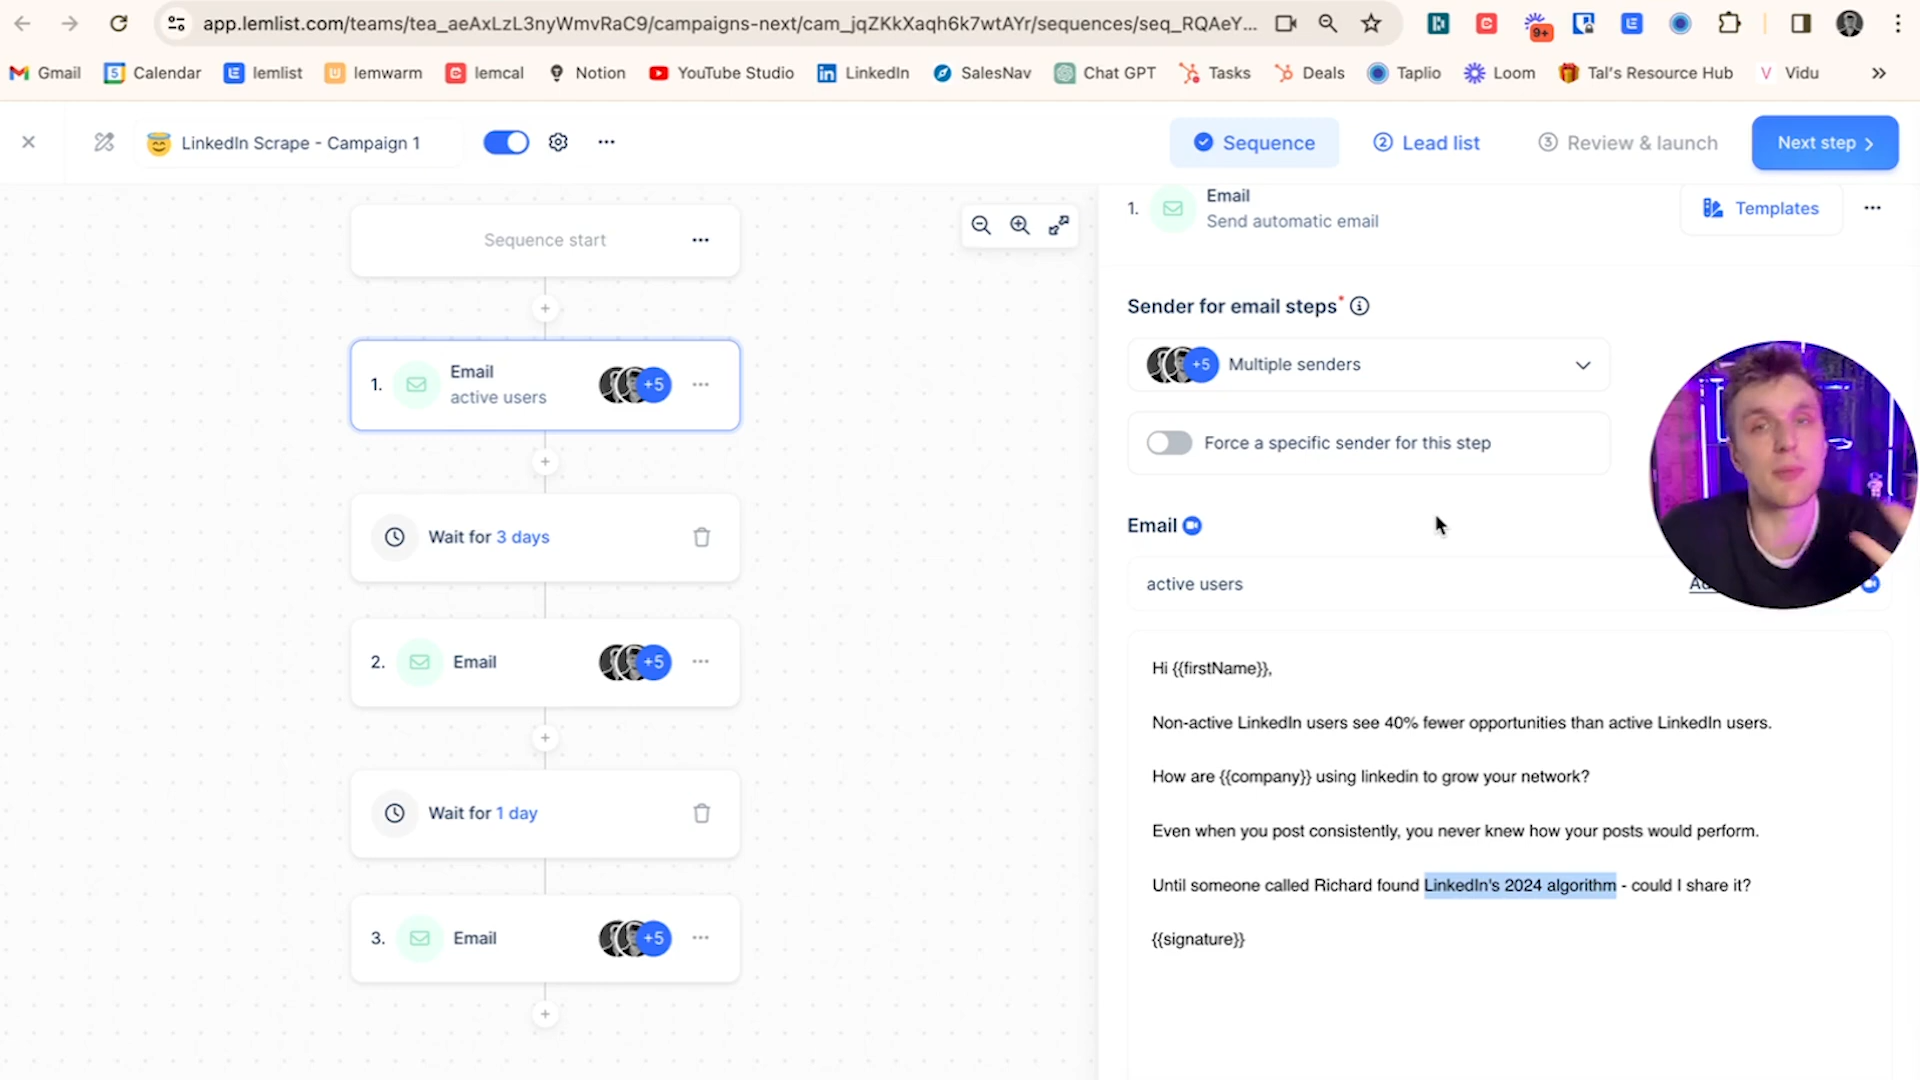 app.lemlist.com/teams/tea_aeAxLzL3nyWmvRaC9/campaigns-next/cam_jqZKkXaqh6k7wtAYr/sequences/seq_RQAeY...
9+
Gmail
5 Calendar
lemlist
lemwarm
lemcal
Notion
YouTube Studio
LinkedIn
SalesNav
Chat GPT
Tasks
Deals
Taplio
Loom
Tal's Resource Hub
Vidu
LinkedIn Scrape - Campaign 1
Sequence
2 Lead list
3 Review & launch
Next step
Sequence start
1. Email
active users
+5
Wait for 3 days
2. Email
+5
Wait for 1 day
3. Email
+5
1. Email
Send automatic email
Templates
Sender for email steps*
+5 Multiple senders
Force a specific sender for this step
Email
active users
Hi {{firstName}},
Non-active LinkedIn users see 40% fewer opportunities than active LinkedIn users.
How are {{company}} using linkedin to grow your network?
Even when you post consistently, you never knew how your posts would perform.
Until someone called Richard found LinkedIn's 2024 algorithm - could I share it?
{{signature}}